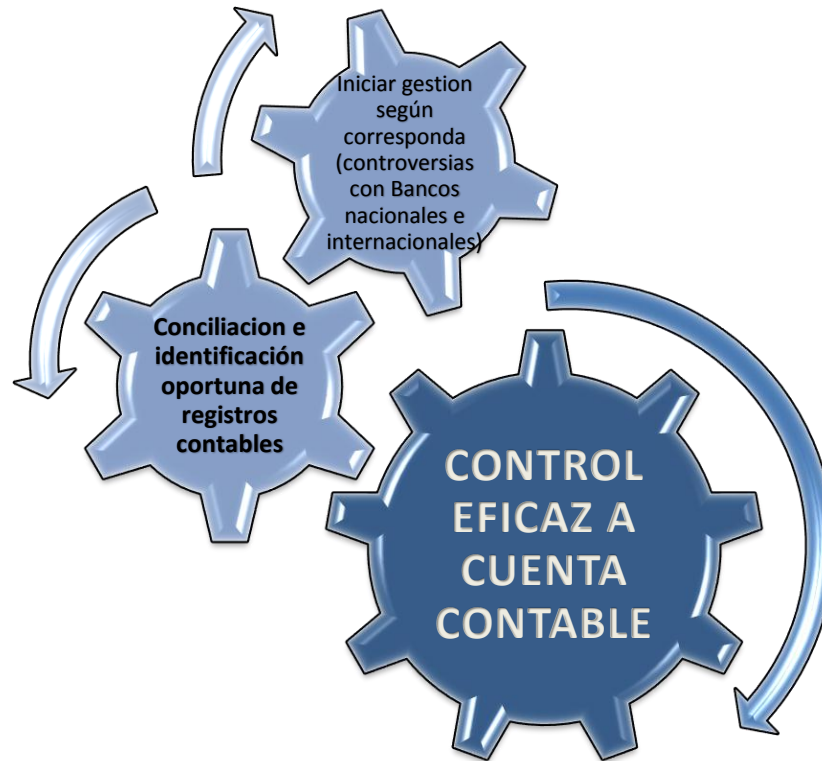 Iniciar gestion
según
corresponda
(controversias
con Bancos
nacionales e
internacionales)
Conciliacion e
identificación
oportuna de
registros
contables
CONTROL
EFICAZ A
CUENTA
CONTABLE